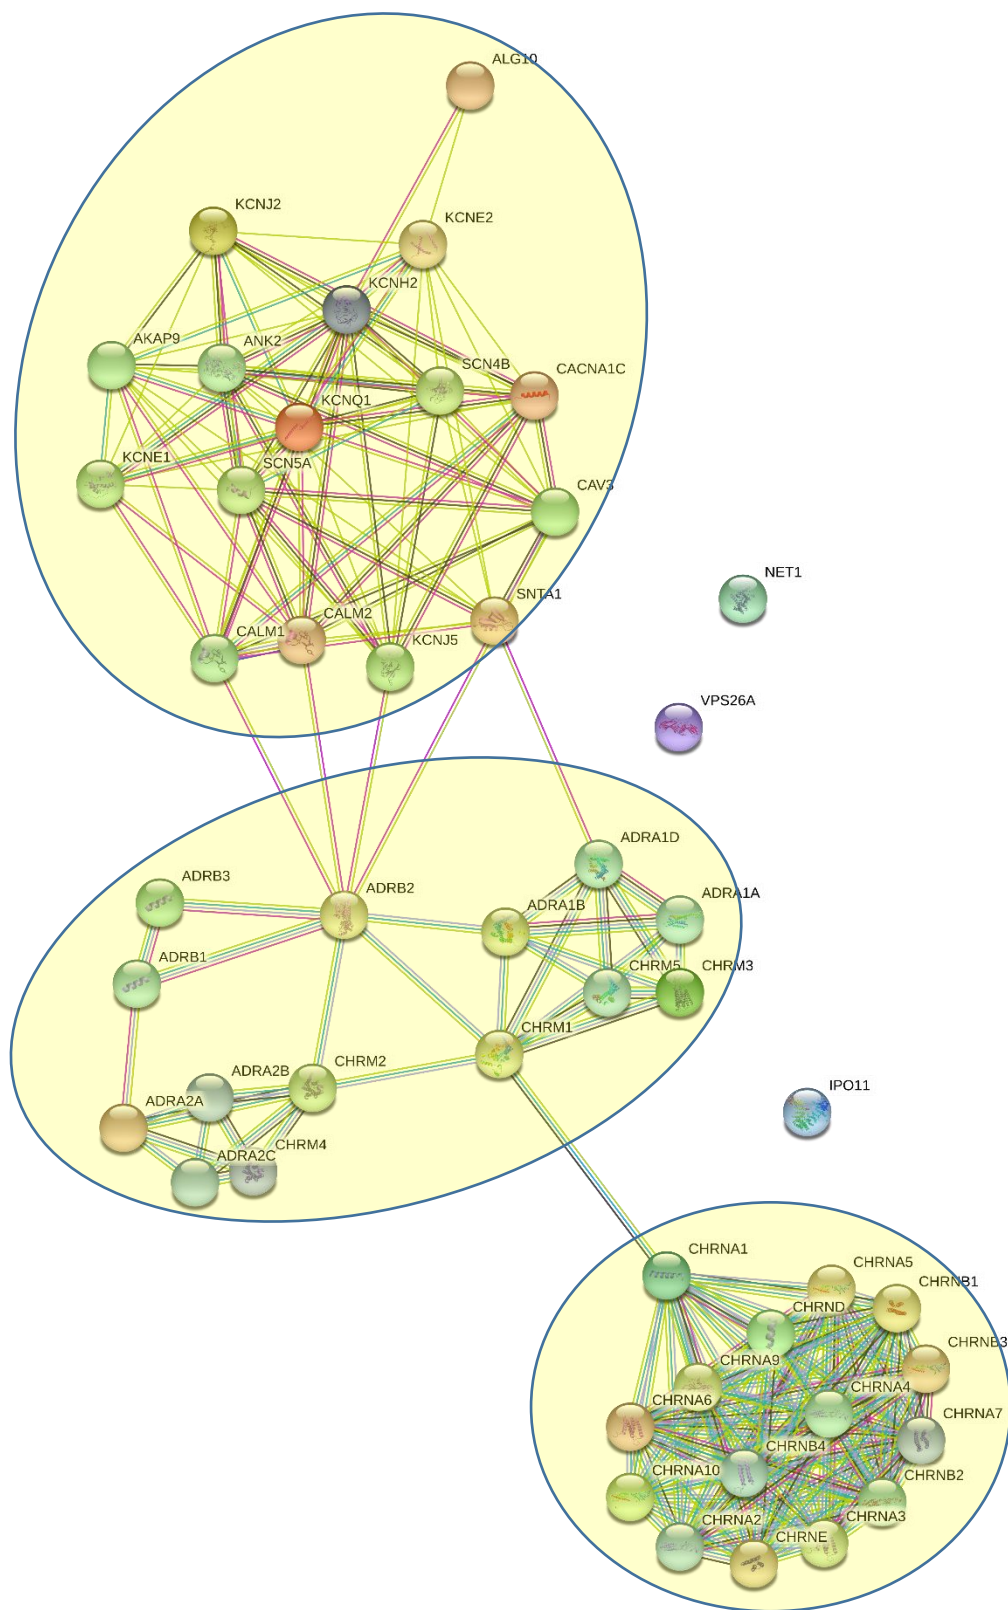 ALG10
KCNJ2
KCNE2
KCNH2
AKAP9
ANK2
SCN4B
CACNA1C
KCNQ1
KCNE1
SCN5A
CAV3
NET1
SNTA1
CALM2
CALM1
KCNJ5
VPS26A
ADRA1D
ADRB3
ADRB2
ADRA1A
ADRA1B
ADRB1
CHRM5
CHRM3
CHRM1
CHRM2
ADRA2B
IPO11
ADRA2A
CHRM4
ADRA2C
CHRNA1
CHRNA5
CHRNB1
CHRND
CHRNB3
CHRNA9
CHRNA4
CHRNA6
CHRNA7
CHRNB4
CHRNA10
CHRNB2
CHRNA2
CHRNA3
CHRNE